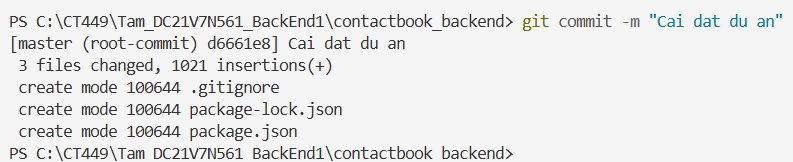 PS C:\CT449\Tam_DC21V7N561_BackEnd1\contactbook_backend> git commit -m "Cai dat du an"
[master (root-commit) d6661e8] Cai dat du an
 3 files changed, 1021 insertions(+)
 create mode 100644 .gitignore
 create mode 100644 package-lock.json
 create mode 100644 package.json
PS C:\CT449\Tam_DC21V7N561_BackEnd1\contactbook_backend>